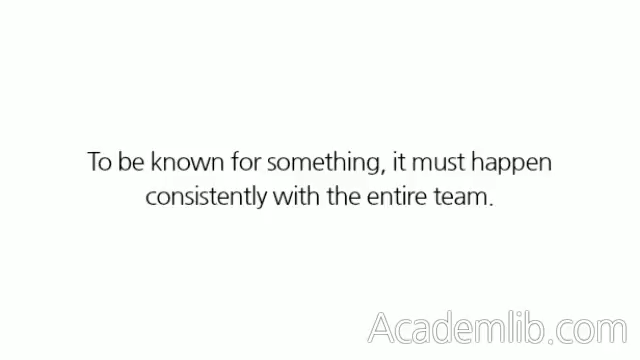 To be known for something, it must happen
consistently with the entire team.
Academlib.com